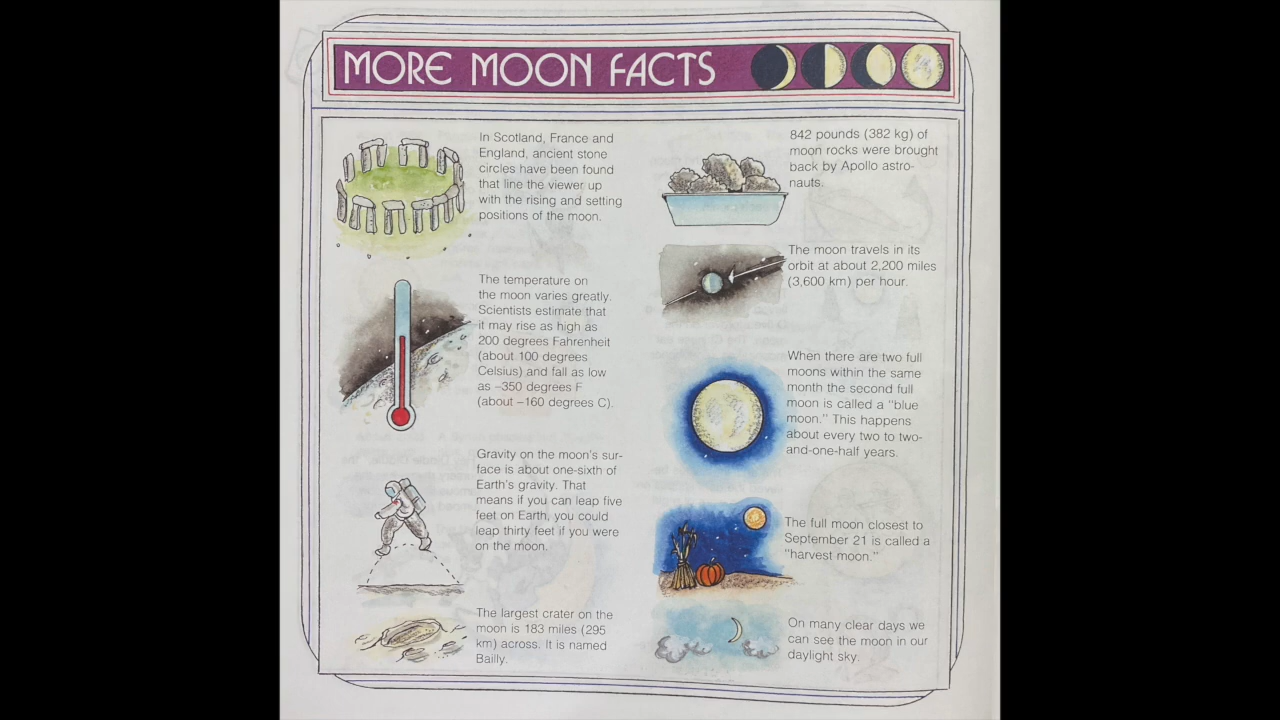 MORE MOON FACTS
In Scotland, France and
England, ancient stone
circles have been found
that line the viewer up
with the rising and setting
positions of the moon.
The temperature on
the moon varies greatly.
Scientists estimate that
it may rise as high as
200 degrees Fahrenheit
(about 100 degrees
Celsius) and fall as low
as –350 degrees F
(about –160 degrees C).
Gravity on the moon's sur-
face is about one-sixth of
Earth's gravity. That
means if you can leap five
feet on Earth, you could
leap thirty feet if you were
on the moon.
The largest crater on the
moon is 183 miles (295
km) across. It is named
Bailly.
842 pounds (382 kg) of
moon rocks were brought
back by Apollo astro-
nauts.
The moon travels in its
orbit at about 2,200 miles
(3,600 km) per hour.
When there are two full
moons within the same
month the second full
moon is called a "blue
moon." This happens
about every two to two-
and-one-half years.
The full moon closest to
September 21 is called a
"harvest moon."
On many clear days we
can see the moon in our
daylight sky.